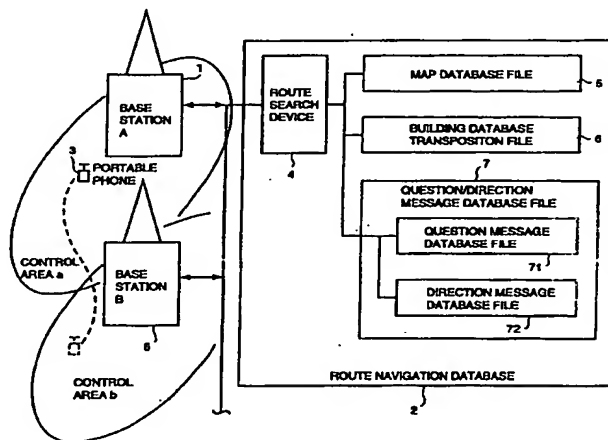 1
BASE
STATION
A
3
PORTABLE
PHONE
CONTROL
AREA a
BASE
STATION
B
6
CONTROL
AREA b
ROUTE
SEARCH
DEVICE
4
MAP DATABASE FILE
5
BUILDING DATABASE
TRANSPOSITON FILE
6
7
QUESTION/DIRECTION
MESSAGE DATABASE FILE
QUESTION MESSAGE
DATABASE FILE
71
DIRECTION MESSAGE
DATABASE FILE
72
ROUTE NAVIGATION DATABASE
2